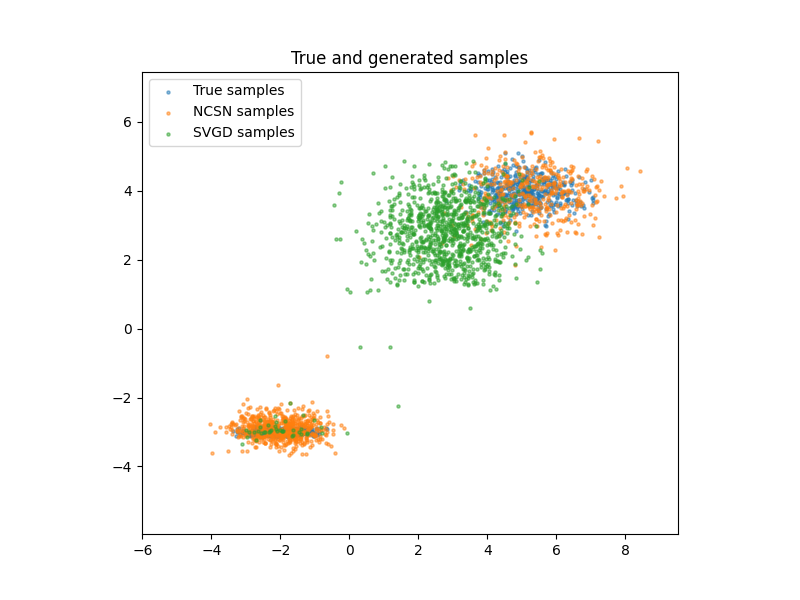 True and generated samples
True samples
NCSN samples
SVGD samples
6
4
2
0
−2
−4
−6 −4 −2 0 2 4 6 8